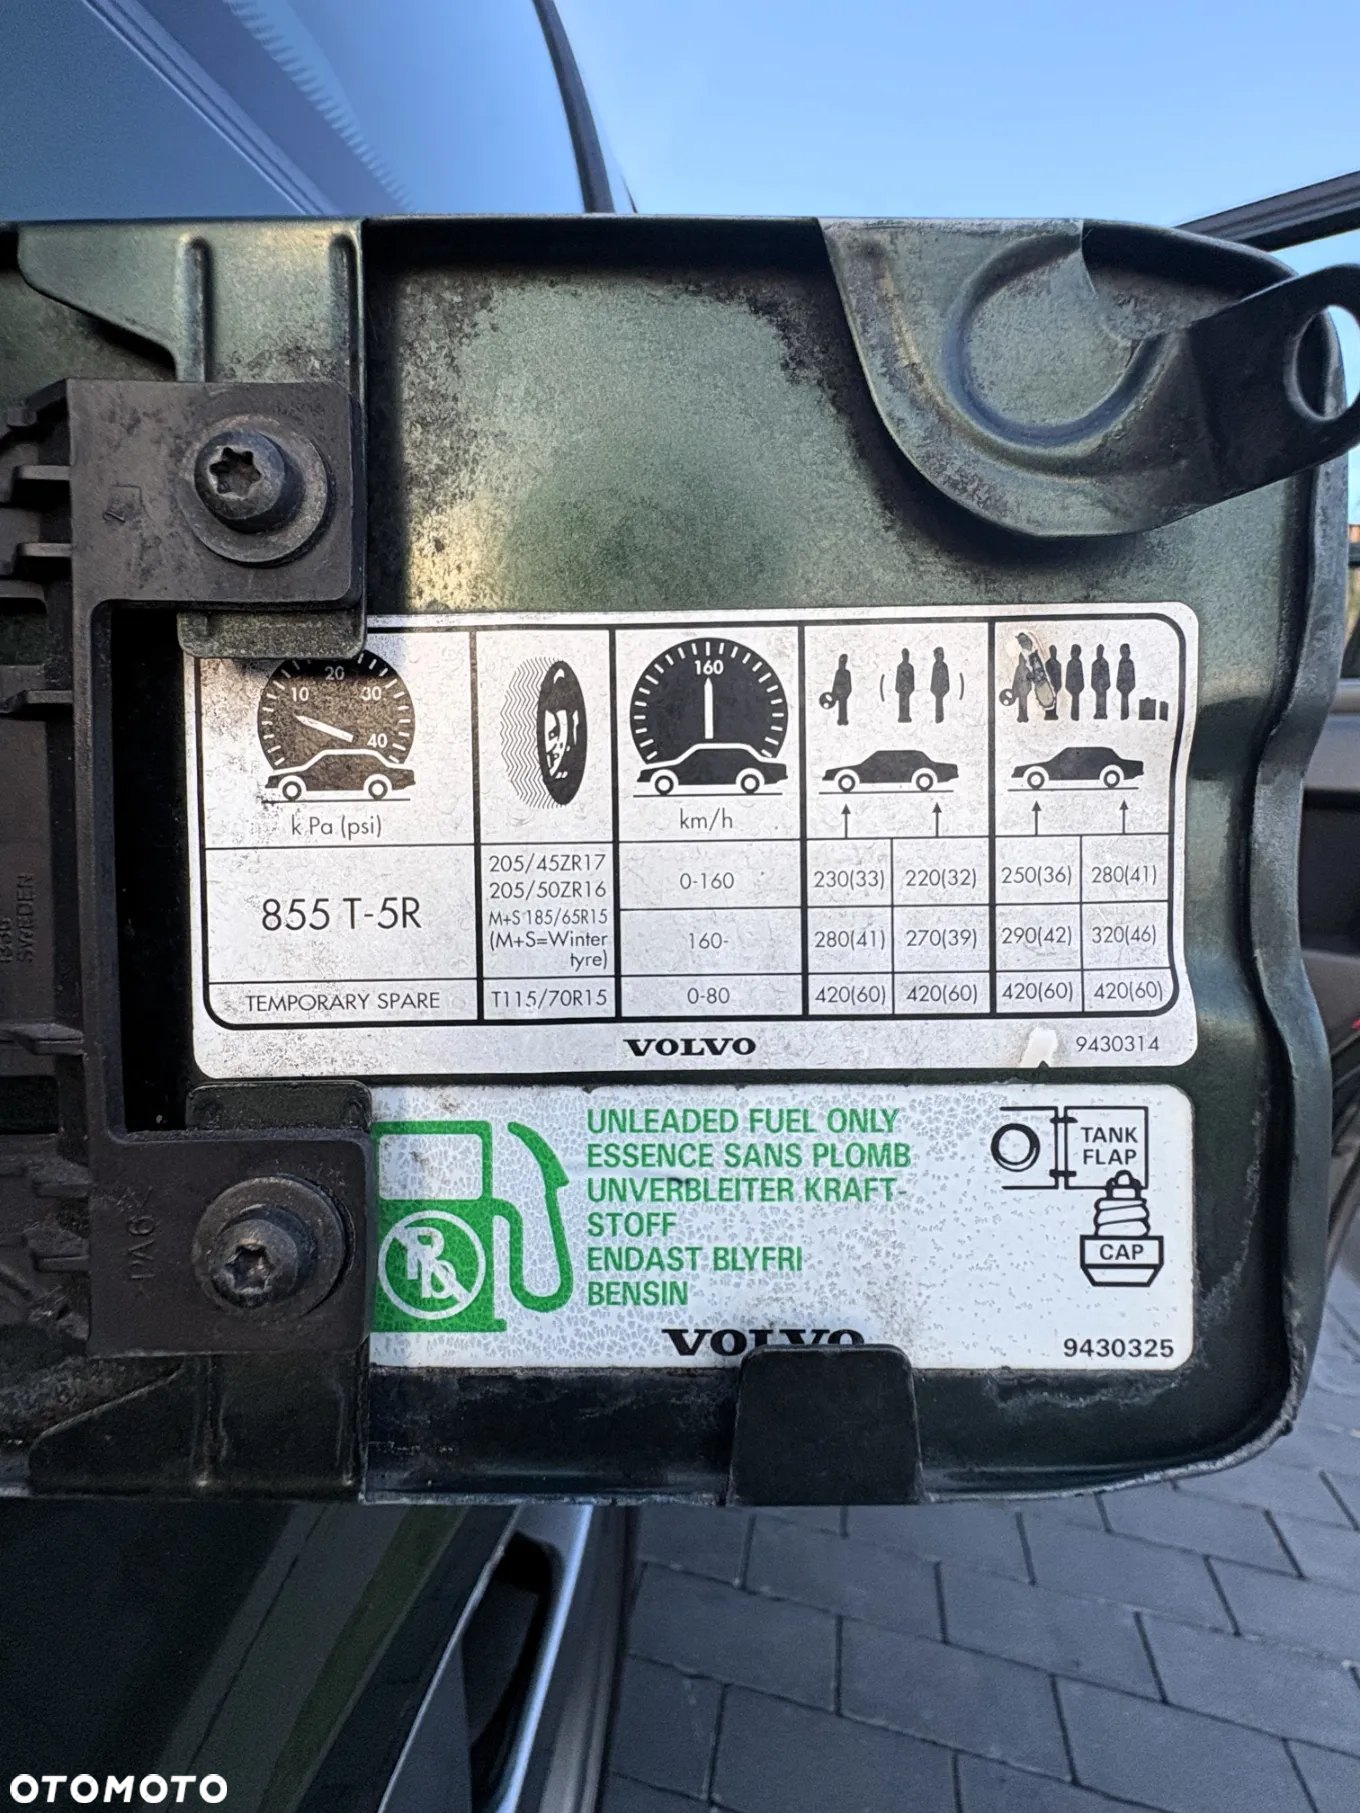 20
10
30
40
160
k Pa (psi)
km/h
855 T-5R
205/45ZR17
205/50ZR16
M+S 185/65R15
(M+S=Winter
tyre)
0-160
230(33)
220(32)
250(36)
280(41)
160-
280(41)
270(39)
290(42)
320(46)
TEMPORARY SPARE
T115/70R15
0-80
420(60)
420(60)
420(60)
420(60)
VOLVO
9430314
UNLEADED FUEL ONLY
ESSENCE SANS PLOMB
UNVERBLEITER KRAFT-
STOFF
ENDAST BLYFRI
BENSIN
Pb
TANK
FLAP
CAP
VOLVO
9430325
SWEDEN
>PA6<
OTOMOTO